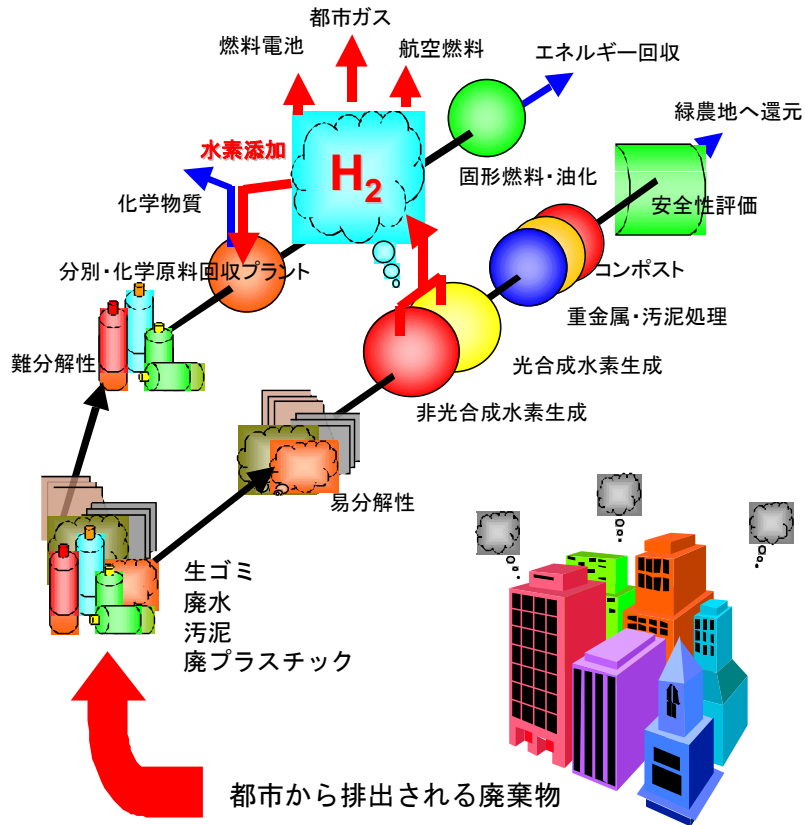 都市ガス
燃料電池
航空燃料
エネルギー回収
緑農地へ還元
水素添加
H2
固形燃料・油化
化学物質
安全性評価
分別・化学原料回収プラント
コンポスト
重金属・汚泥処理
難分解性
光合成水素生成
非光合成水素生成
易分解性
生ゴミ
廃水
汚泥
廃プラスチック
都市から排出される廃棄物